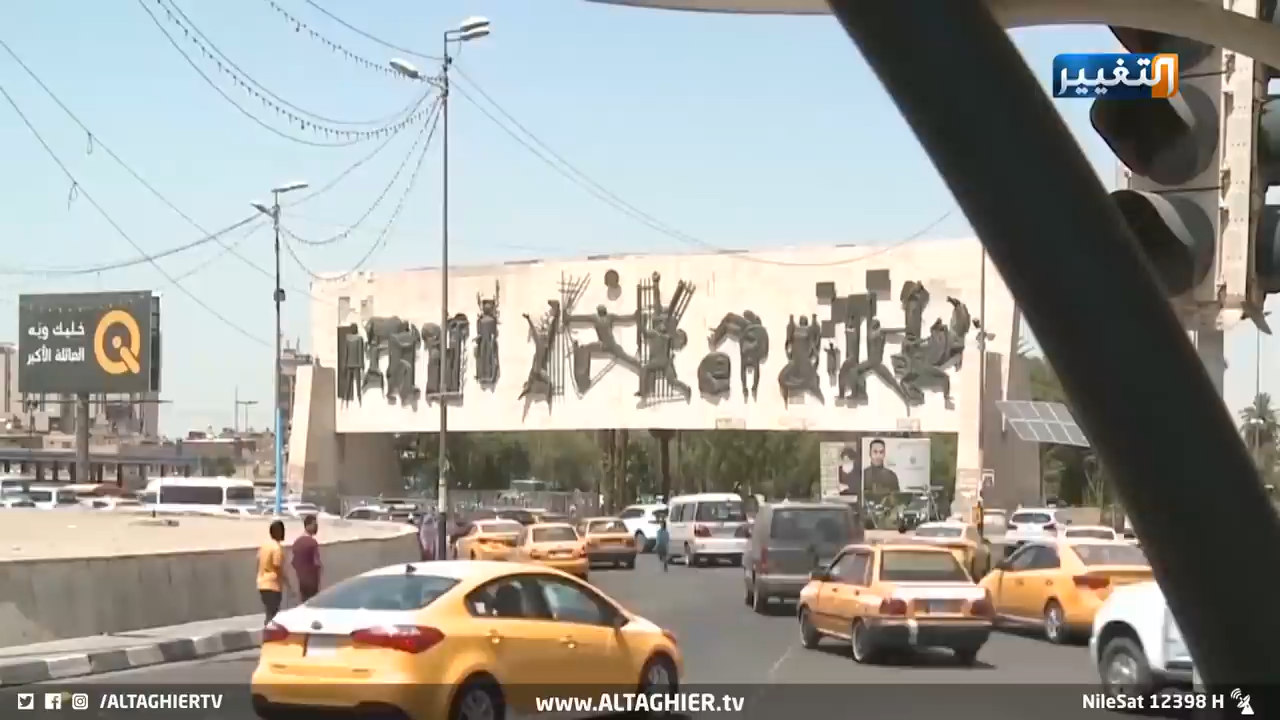 التغيير
خليك ويه
العائلة الأكبر
/ALTAGHIERTV
www.ALTAGHIER.tv
NileSat 12398 H